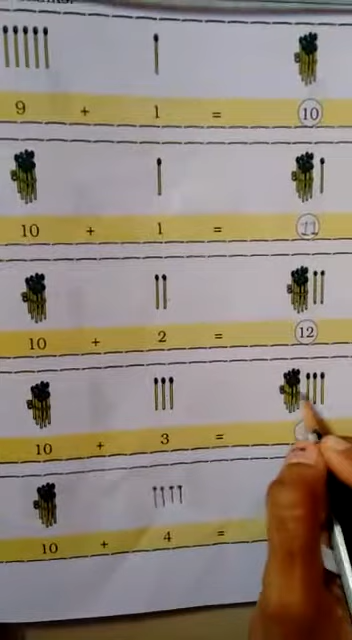 9 + 1 = 10
10 + 1 = 11
10 + 2 = 12
10 + 3 =
10 + 4 =